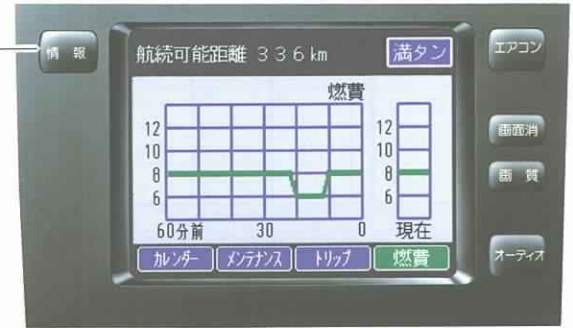 情 報
航続可能距離 336km
満タン
燃費
12
10
8
6
60分前 30 0
12
10
8
6
現在
カレンダー メンテナンス トリップ 燃費
エアコン
画面消
画 質
オーディオ